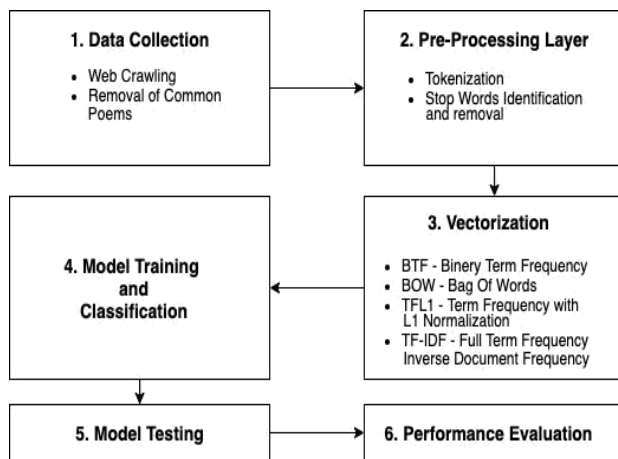 1. Data Collection
• Web Crawling
• Removal of Common
Poems
2. Pre-Processing Layer
• Tokenization
• Stop Words Identification
and removal
3. Vectorization
• BTF - Binery Term Frequency
• BOW - Bag Of Words
• TFL1 - Term Frequency with
L1 Normalization
• TF-IDF - Full Term Frequency
Inverse Document Frequency
4. Model Training
and
Classification
5. Model Testing
6. Performance Evaluation